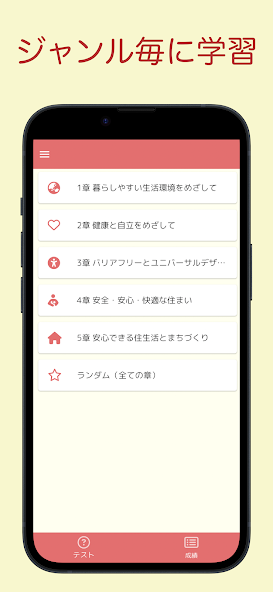 ジャンル毎に学習
1章 暮らしやすい生活環境をめざして
2章 健康と自立をめざして
3章 バリアフリーとユニバーサルデザ…
4章 安全・安心・快適な住まい
5章 安心できる住生活とまちづくり
ランダム（全ての章）
テスト
成績